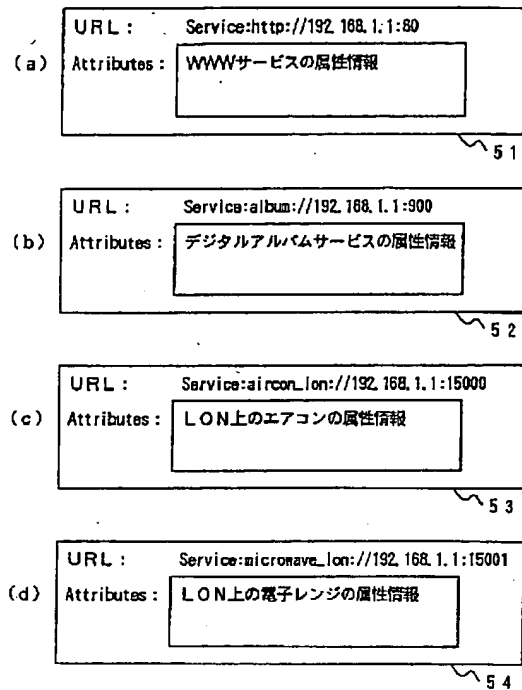 URL: Service:http://192.168.1.1:80
(a) Attributes: WWWサービスの属性情報
51
URL: Service:album://192.168.1.1:900
(b) Attributes: デジタルアルバムサービスの属性情報
52
URL: Service:aircon_lon://192.168.1.1:15000
(c) Attributes: LON上のエアコンの属性情報
53
URL: Service:microwave_lon://192.168.1.1:15001
(d) Attributes: LON上の電子レンジの属性情報
54